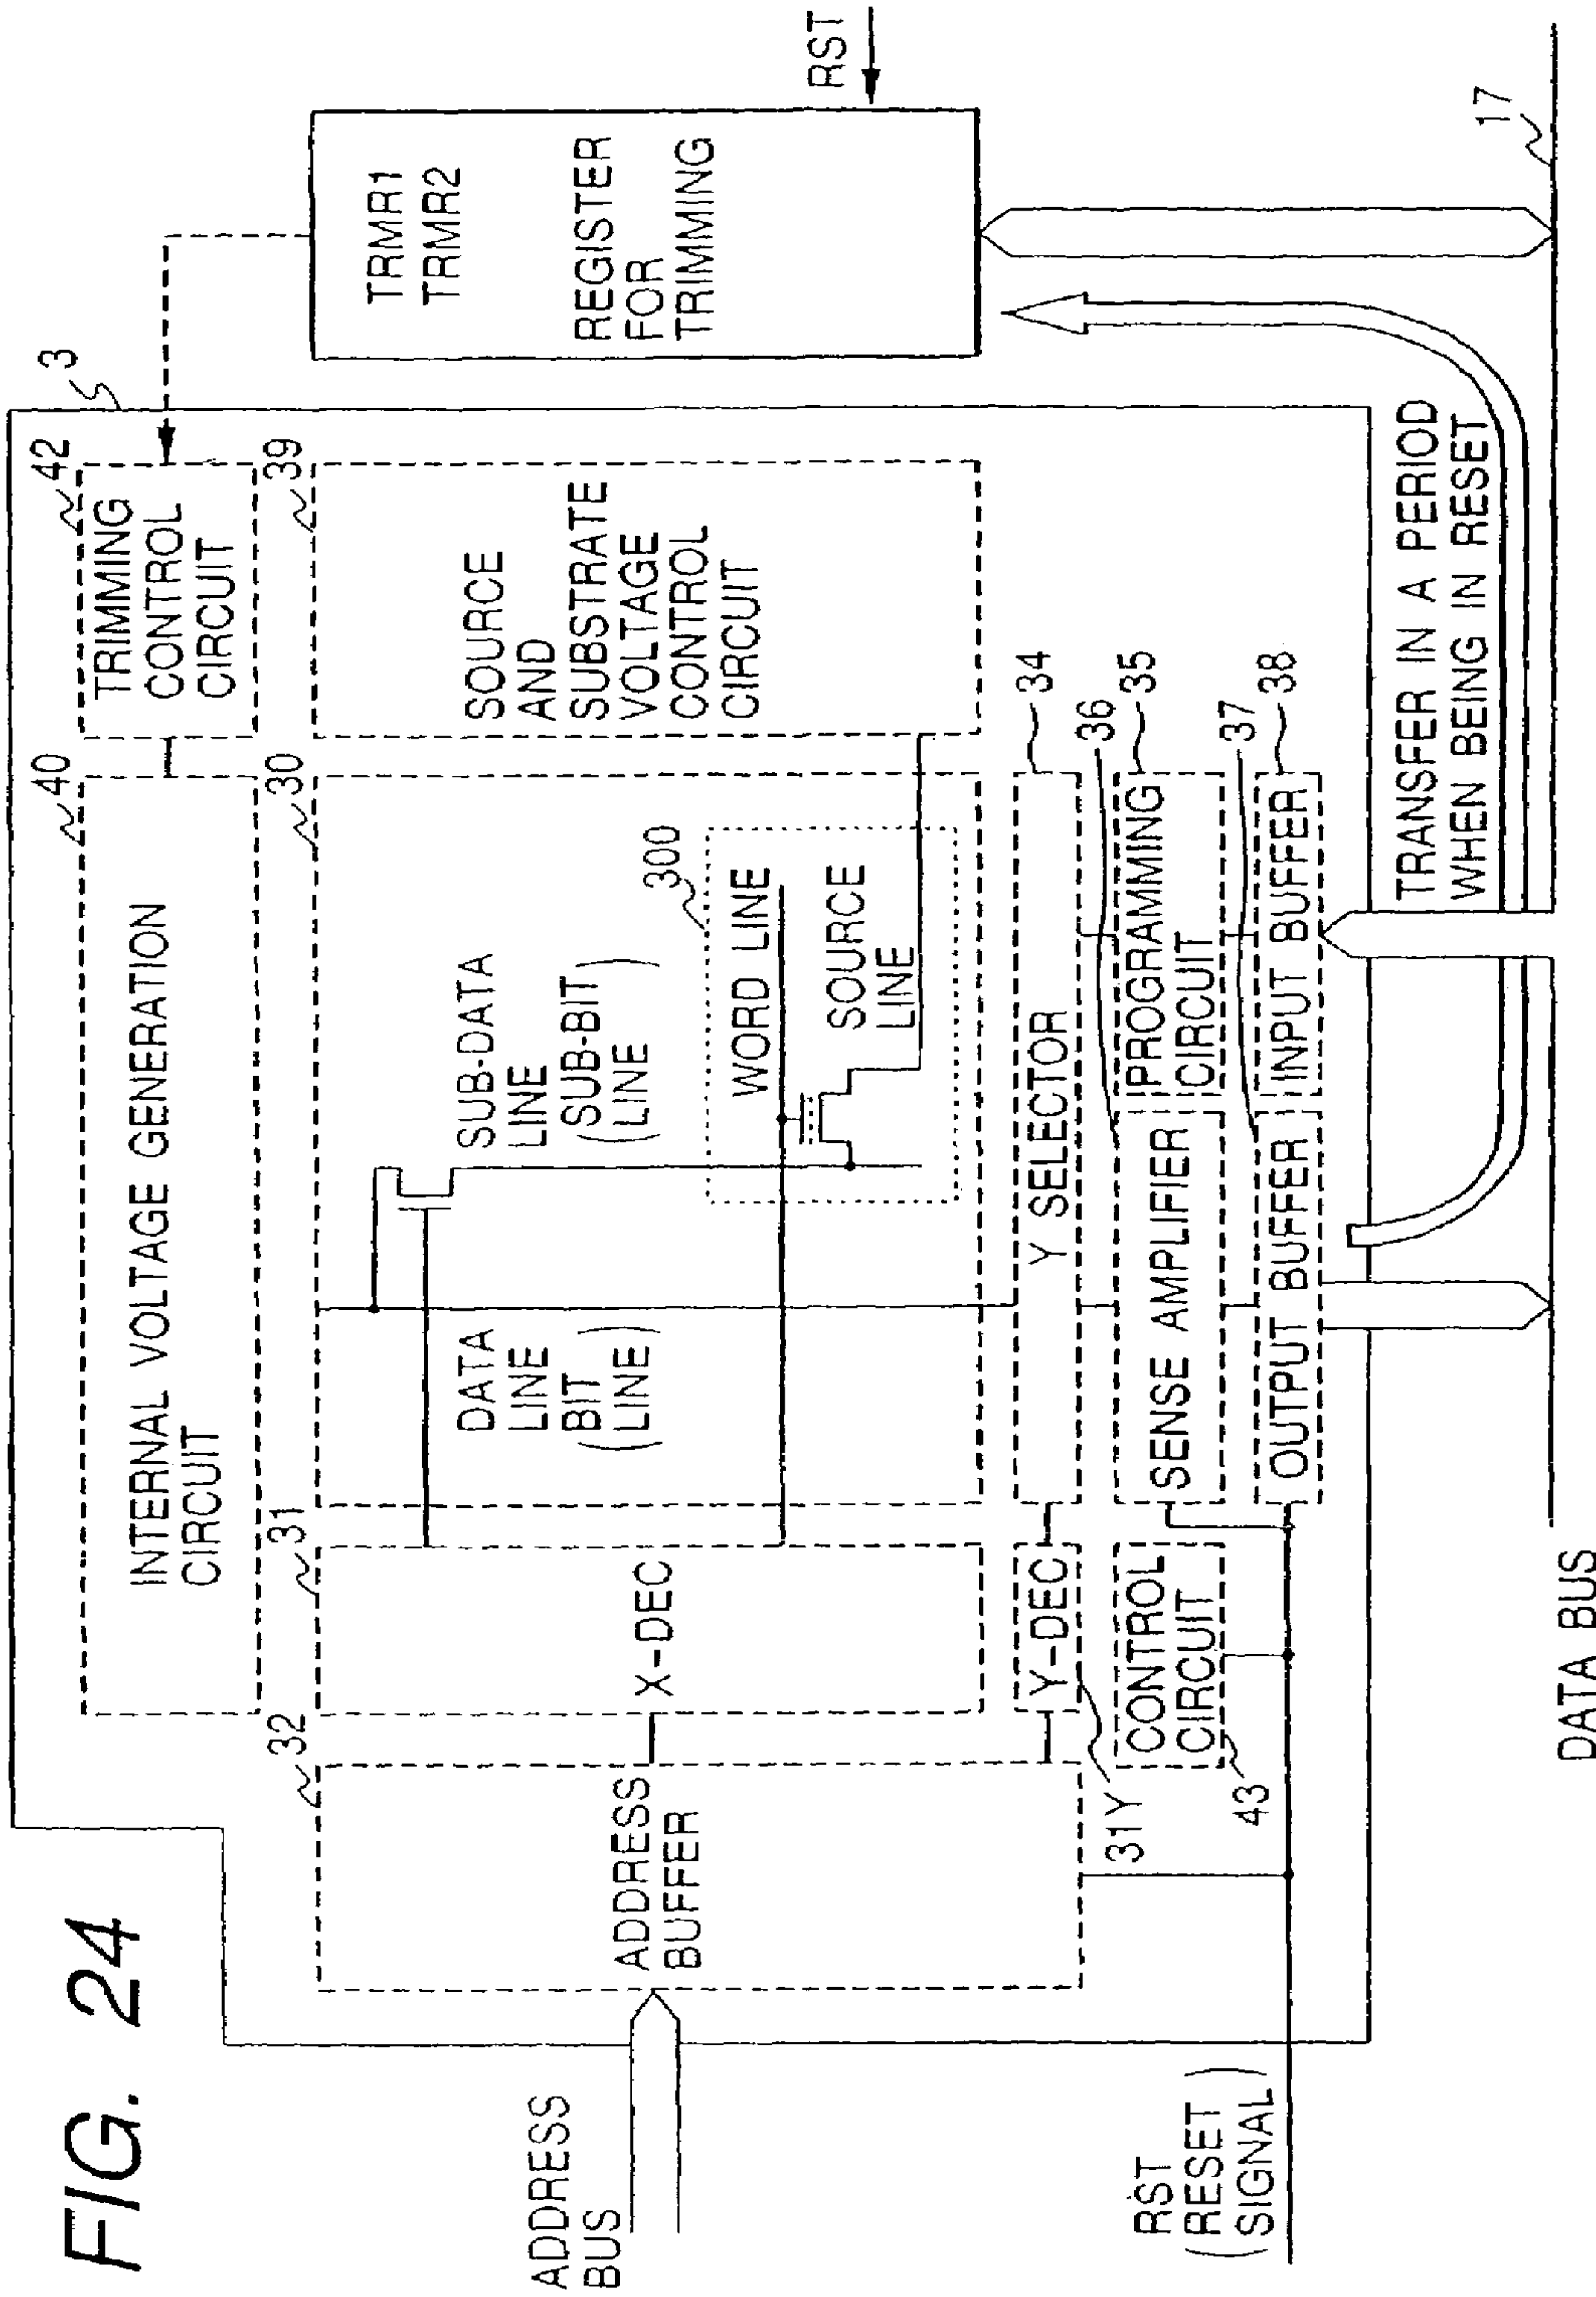 FIG. 24
3
40
42
INTERNAL VOLTAGE GENERATION
CIRCUIT
TRIMMING
CONTROL
CIRCUIT
TRMR1
TRMR2
REGISTER
FOR
TRIMMING
RST
32
31
30
39
ADDRESS
BUS
ADDRESS
BUFFER
X-DEC
DATA
LINE
(BIT LINE)
SUB-DATA
LINE
(SUB-BIT LINE)
300
WORD LINE
SOURCE
LINE
SOURCE
AND
SUBSTRATE
VOLTAGE
CONTROL
CIRCUIT
Y-DEC
Y SELECTOR
34
31Y
CONTROL
CIRCUIT
43
SENSE AMPLIFIER
PROGRAMMING
CIRCUIT
36
35
OUTPUT BUFFER
INPUT BUFFER
37
38
RST
(RESET SIGNAL)
TRANSFER IN A PERIOD
WHEN BEING IN RESET
17
DATA BUS